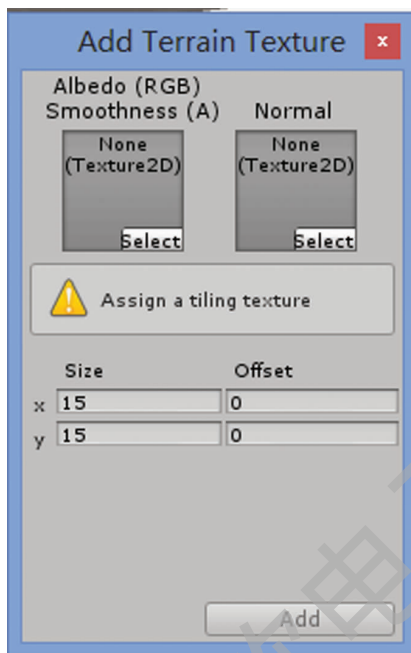 Add Terrain Texture
x
Albedo (RGB)
Smoothness (A)
Normal
None
(Texture2D)
Select
None
(Texture2D)
Select
Assign a tiling texture
Size Offset
x 15 0
y 15 0
Add
电